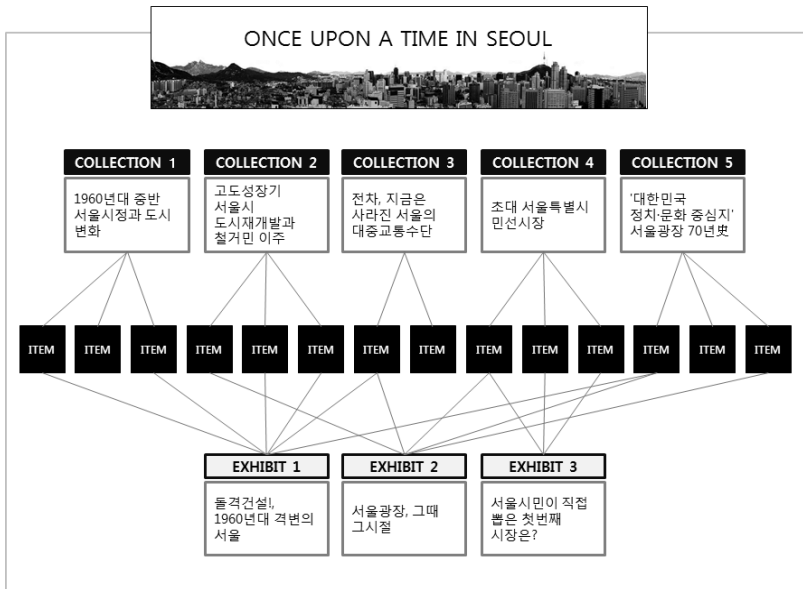 ONCE UPON A TIME IN SEOUL
COLLECTION 1
COLLECTION 2
COLLECTION 3
COLLECTION 4
COLLECTION 5
1960년대 중반
서울시정과 도시
변화
고도성장기
서울시
도시재개발과
철거민 이주
전차, 지금은
사라진 서울의
대중교통수단
초대 서울특별시
민선시장
'대한민국
정치·문화 중심지'
서울광장 70년史
ITEM
ITEM
ITEM
ITEM
ITEM
ITEM
ITEM
ITEM
ITEM
ITEM
ITEM
ITEM
ITEM
ITEM
EXHIBIT 1
EXHIBIT 2
EXHIBIT 3
돌격건설!,
1960년대 격변의
서울
서울광장, 그때
그시절
서울시민이 직접
뽑은 첫번째
시장은?